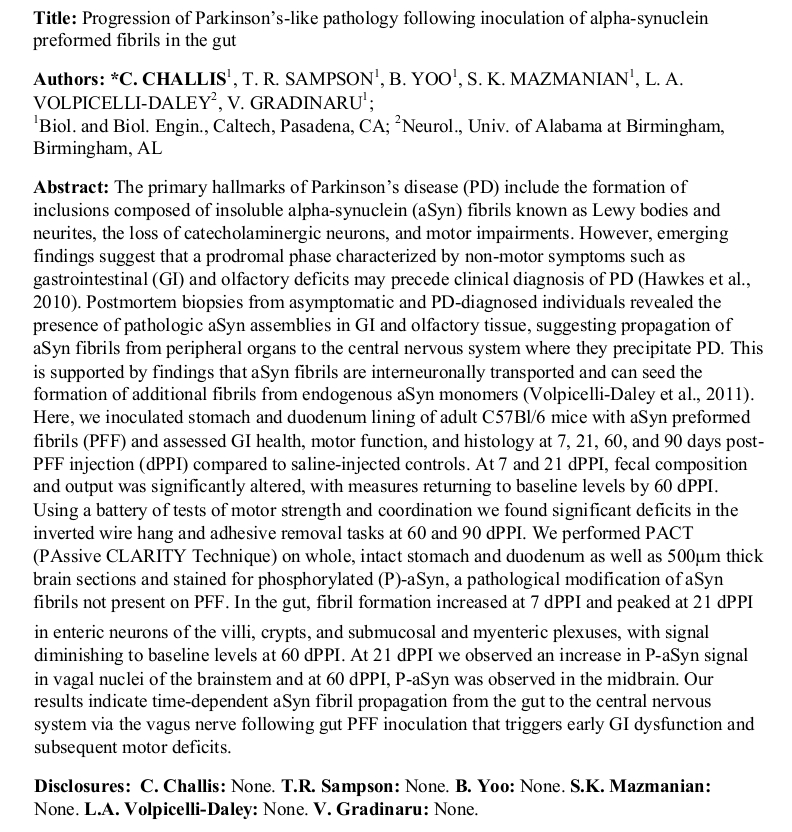 Title: Progression of Parkinson's-like pathology following inoculation of alpha-synuclein
preformed fibrils in the gut
Authors: *C. CHALLIS1, T. R. SAMPSON1, B. YOO1, S. K. MAZMANIAN1, L. A.
VOLPICELLI-DALEY2, V. GRADINARU1;
1Biol. and Biol. Engin., Caltech, Pasadena, CA; 2Neurol., Univ. of Alabama at Birmingham,
Birmingham, AL
Abstract: The primary hallmarks of Parkinson's disease (PD) include the formation of
inclusions composed of insoluble alpha-synuclein (aSyn) fibrils known as Lewy bodies and
neurites, the loss of catecholaminergic neurons, and motor impairments. However, emerging
findings suggest that a prodromal phase characterized by non-motor symptoms such as
gastrointestinal (GI) and olfactory deficits may precede clinical diagnosis of PD (Hawkes et al.,
2010). Postmortem biopsies from asymptomatic and PD-diagnosed individuals revealed the
presence of pathologic aSyn assemblies in GI and olfactory tissue, suggesting propagation of
aSyn fibrils from peripheral organs to the central nervous system where they precipitate PD. This
is supported by findings that aSyn fibrils are interneuronally transported and can seed the
formation of additional fibrils from endogenous aSyn monomers (Volpicelli-Daley et al., 2011).
Here, we inoculated stomach and duodenum lining of adult C57Bl/6 mice with aSyn preformed
fibrils (PFF) and assessed GI health, motor function, and histology at 7, 21, 60, and 90 days post-
PFF injection (dPPI) compared to saline-injected controls. At 7 and 21 dPPI, fecal composition
and output was significantly altered, with measures returning to baseline levels by 60 dPPI.
Using a battery of tests of motor strength and coordination we found significant deficits in the
inverted wire hang and adhesive removal tasks at 60 and 90 dPPI. We performed PACT
(PAssive CLARITY Technique) on whole, intact stomach and duodenum as well as 500µm thick
brain sections and stained for phosphorylated (P)-aSyn, a pathological modification of aSyn
fibrils not present on PFF. In the gut, fibril formation increased at 7 dPPI and peaked at 21 dPPI
in enteric neurons of the villi, crypts, and submucosal and myenteric plexuses, with signal
diminishing to baseline levels at 60 dPPI. At 21 dPPI we observed an increase in P-aSyn signal
in vagal nuclei of the brainstem and at 60 dPPI, P-aSyn was observed in the midbrain. Our
results indicate time-dependent aSyn fibril propagation from the gut to the central nervous
system via the vagus nerve following gut PFF inoculation that triggers early GI dysfunction and
subsequent motor deficits.
Disclosures: C. Challis: None. T.R. Sampson: None. B. Yoo: None. S.K. Mazmanian:
None. L.A. Volpicelli-Daley: None. V. Gradinaru: None.